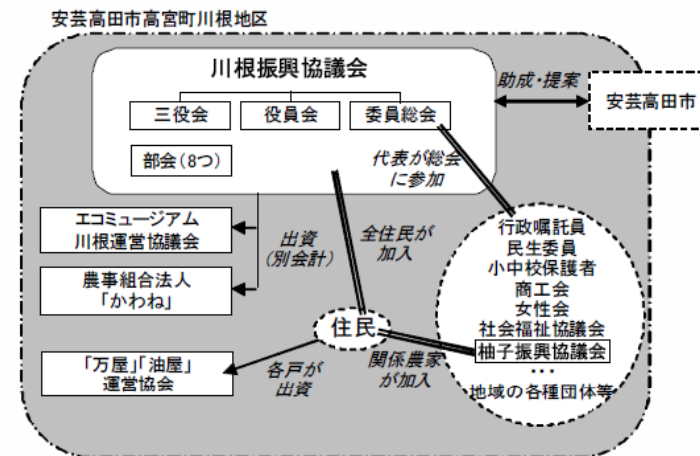 安芸高田市高宮町川根地区
川根振興協議会
三役会
役員会
委員総会
部会(8つ)
代表が総会
に参加
助成・提案
安芸高田市
エコミュージアム
川根運営協議会
農事組合法人
「かわね」
出資
(別会計)
全住民が
加入
行政嘱託員
民生委員
小中校保護者
商工会
女性会
社会福祉協議会
柚子振興協議会
・・・
地域の各種団体等
住民
「万屋」「油屋」
運営協会
各戸が
出資
関係農家
が加入